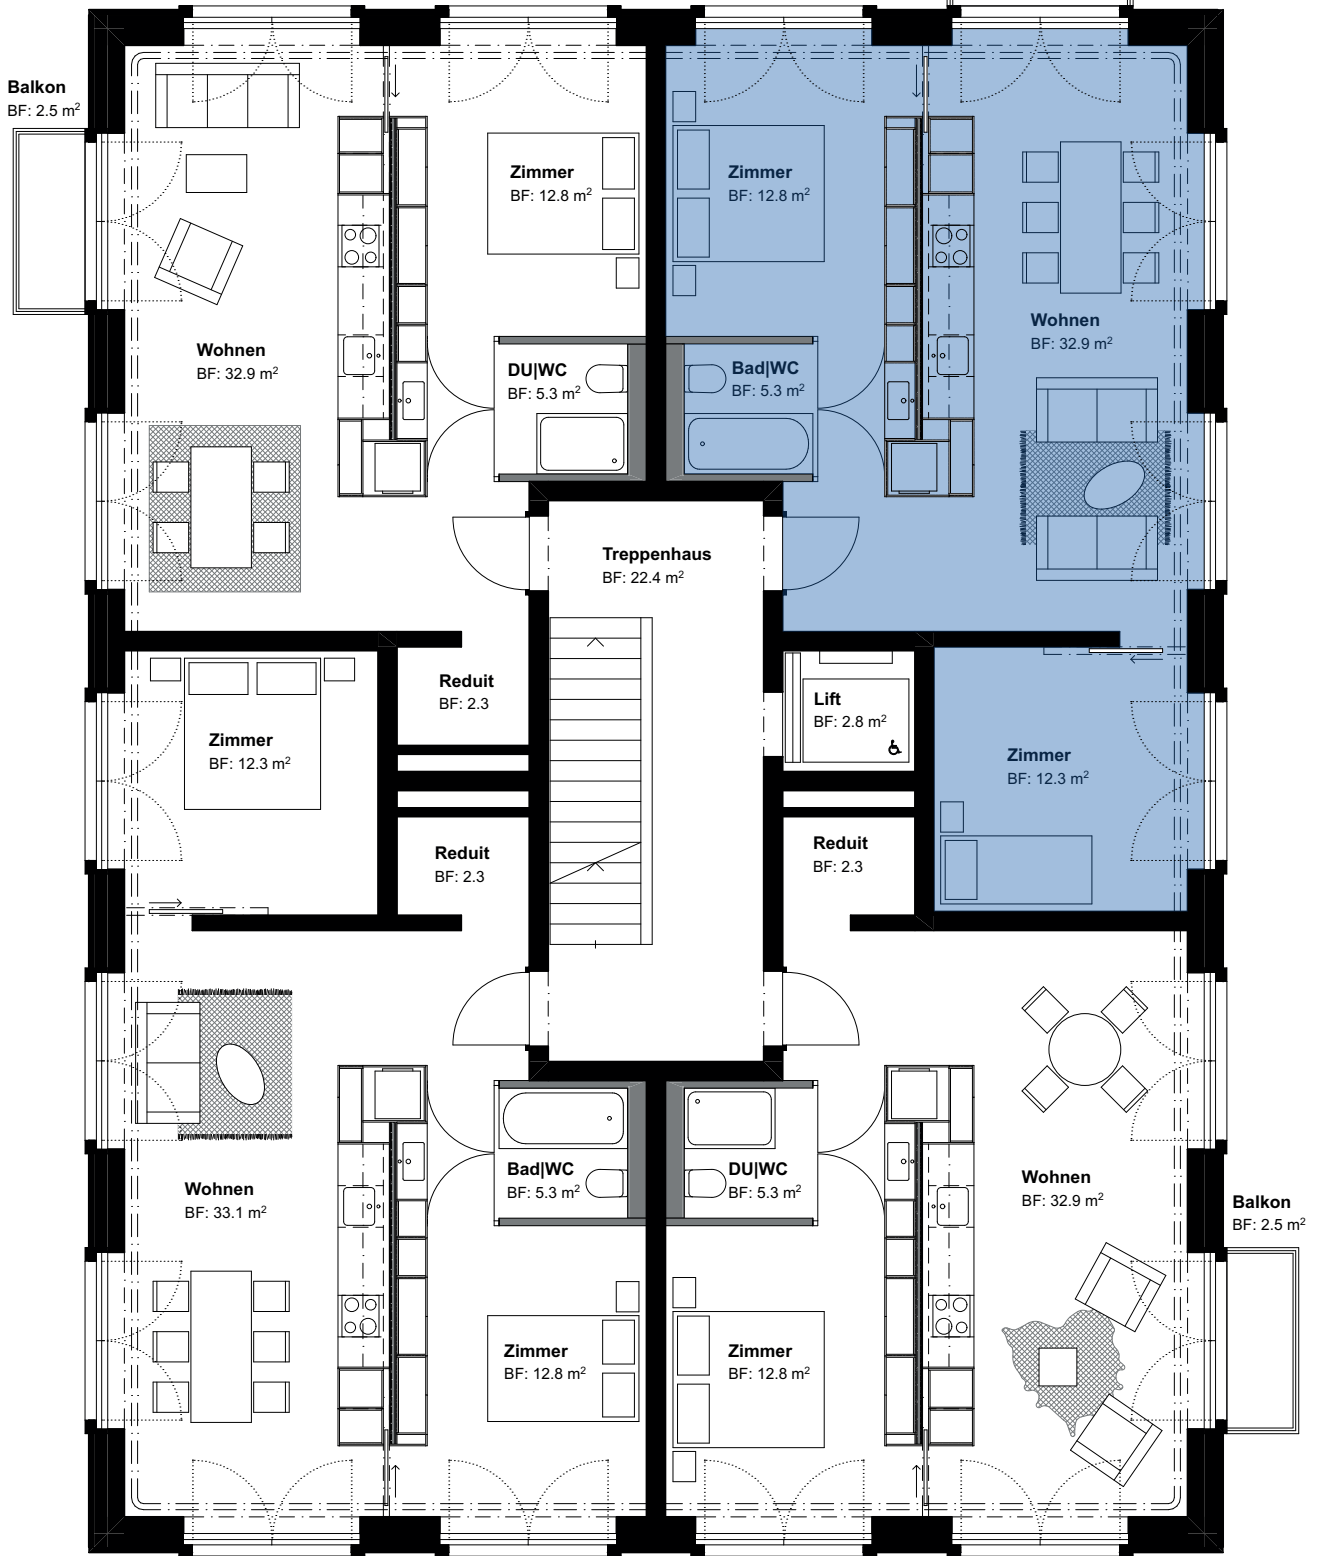 Balkon
BF: 2.5 m²
Zimmer
BF: 12.8 m²
Zimmer
BF: 12.8 m²
Wohnen
BF: 32.9 m²
Wohnen
BF: 32.9 m²
DU|WC
BF: 5.3 m²
Bad|WC
BF: 5.3 m²
Treppenhaus
BF: 22.4 m²
Reduit
BF: 2.3
Lift
BF: 2.8 m²
Zimmer
BF: 12.3 m²
Zimmer
BF: 12.3 m²
Reduit
BF: 2.3
Reduit
BF: 2.3
Bad|WC
BF: 5.3 m²
DU|WC
BF: 5.3 m²
Wohnen
BF: 33.1 m²
Wohnen
BF: 32.9 m²
Balkon
BF: 2.5 m²
Zimmer
BF: 12.8 m²
Zimmer
BF: 12.8 m²